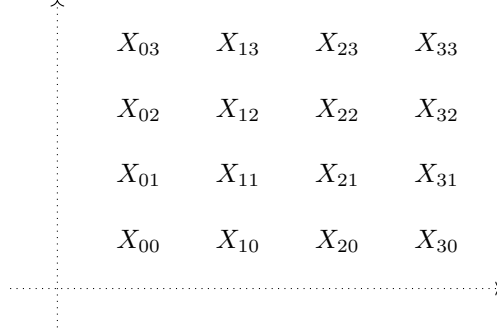 X₀₃ X₁₃ X₂₃ X₃₃
X₀₂ X₁₂ X₂₂ X₃₂
X₀₁ X₁₁ X₂₁ X₃₁
X₀₀ X₁₀ X₂₀ X₃₀